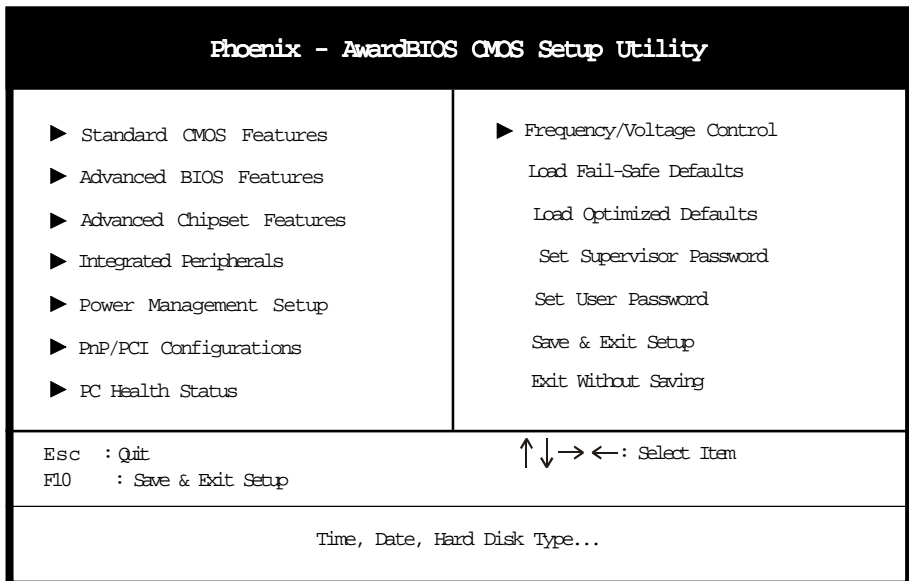 Phoenix - AwardBIOS CMOS Setup Utility
▶ Standard CMOS Features
▶ Advanced BIOS Features
▶ Advanced Chipset Features
▶ Integrated Peripherals
▶ Power Management Setup
▶ PnP/PCI Configurations
▶ PC Health Status
▶ Frequency/Voltage Control
Load Fail-Safe Defaults
Load Optimized Defaults
Set Supervisor Password
Set User Password
Save & Exit Setup
Exit Without Saving
Esc : Quit
F10 : Save & Exit Setup
↑↓→←: Select Item
Time, Date, Hard Disk Type...